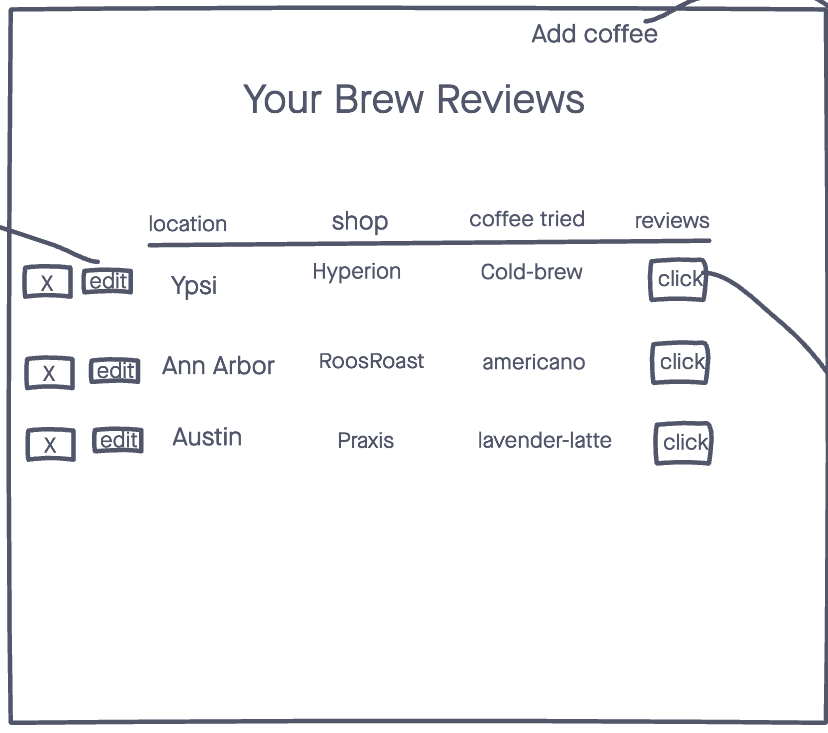 Add coffee
Your Brew Reviews
location shop coffee tried reviews
X edit Ypsi Hyperion Cold-brew click
X edit Ann Arbor RoosRoast americano click
X edit Austin Praxis lavender-latte click